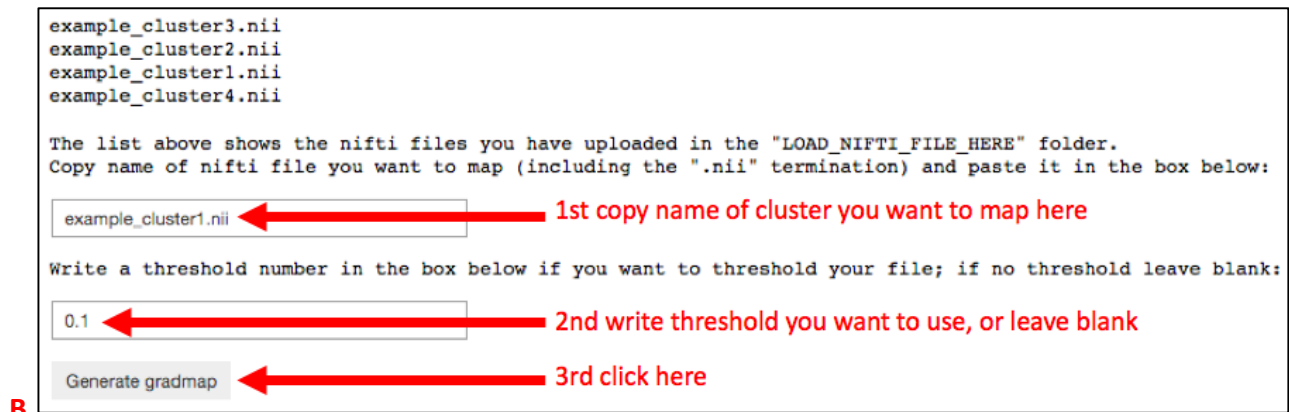 example_cluster3.nii
example_cluster2.nii
example_cluster1.nii
example_cluster4.nii
The list above shows the nifti files you have uploaded in the "LOAD_NIFTI_FILE_HERE" folder.
Copy name of nifti file you want to map (including the ".nii" termination) and paste it in the box below:
example_cluster1.nii 1st copy name of cluster you want to map here
Write a threshold number in the box below if you want to threshold your file; if no threshold leave blank:
0.1 2nd write threshold you want to use, or leave blank
Generate gradmap 3rd click here
B